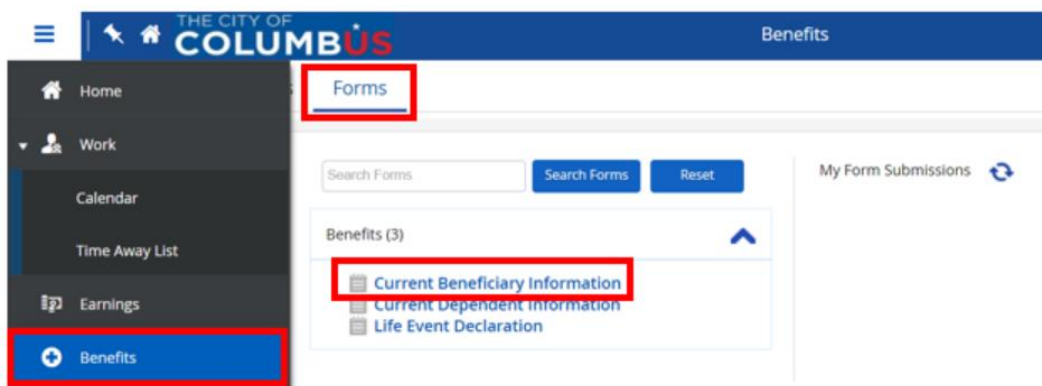 THE CITY OF
COLUMBUS
Benefits
Home
Work
Calendar
Time Away List
Earnings
Benefits
Forms
Search Forms
Search Forms
Reset
My Form Submissions
Benefits (3)
Current Beneficiary Information
Current Dependent Information
Life Event Declaration